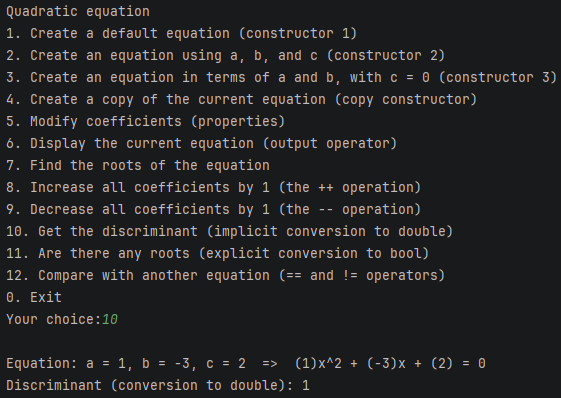 Quadratic equation
1. Create a default equation (constructor 1)
2. Create an equation using a, b, and c (constructor 2)
3. Create an equation in terms of a and b, with c = 0 (constructor 3)
4. Create a copy of the current equation (copy constructor)
5. Modify coefficients (properties)
6. Display the current equation (output operator)
7. Find the roots of the equation
8. Increase all coefficients by 1 (the ++ operation)
9. Decrease all coefficients by 1 (the -- operation)
10. Get the discriminant (implicit conversion to double)
11. Are there any roots (explicit conversion to bool)
12. Compare with another equation (== and != operators)
0. Exit
Your choice:10
Equation: a = 1, b = -3, c = 2  =>  (1)x^2 + (-3)x + (2) = 0
Discriminant (conversion to double): 1